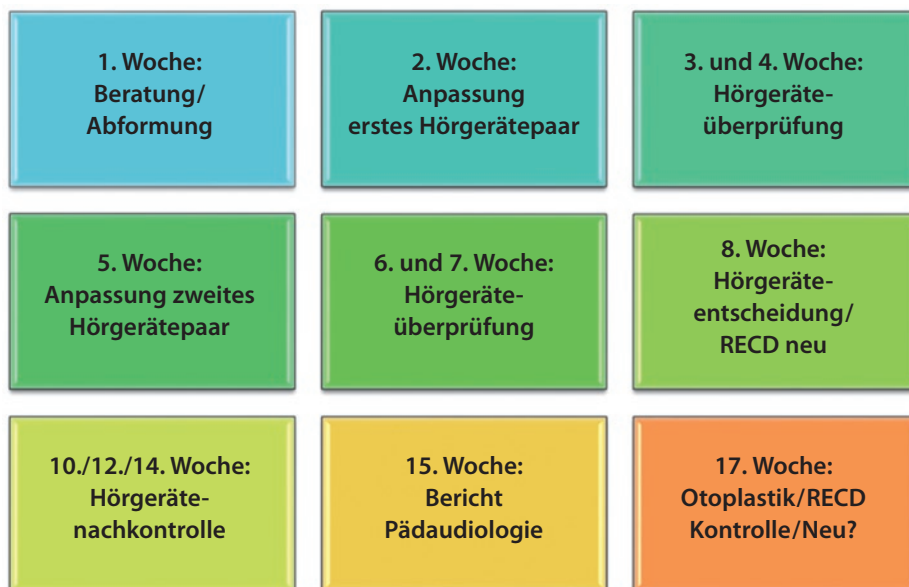 1. Woche:
Beratung/
Abformung
2. Woche:
Anpassung
erstes Hörgerätepaar
3. und 4. Woche:
Hörgeräte-
überprüfung
5. Woche:
Anpassung zweites
Hörgerätepaar
6. und 7. Woche:
Hörgeräte-
überprüfung
8. Woche:
Hörgeräte-
entscheidung/
RECD neu
10./12./14. Woche:
Hörgeräte-
nachkontrolle
15. Woche:
Bericht
Pädaudiologie
17. Woche:
Otoplastik/RECD
Kontrolle/Neu?